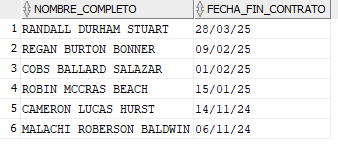 NOMBRE_COMPLETO FECHA_FIN_CONTRATO
1 RANDALL DURHAM STUART 28/03/25
2 REGAN BURTON BONNER 09/02/25
3 COBS BALLARD SALAZAR 01/02/25
4 ROBIN MCCRAS BEACH 15/01/25
5 CAMERON LUCAS HURST 14/11/24
6 MALACHI ROBERSON BALDWIN 06/11/24